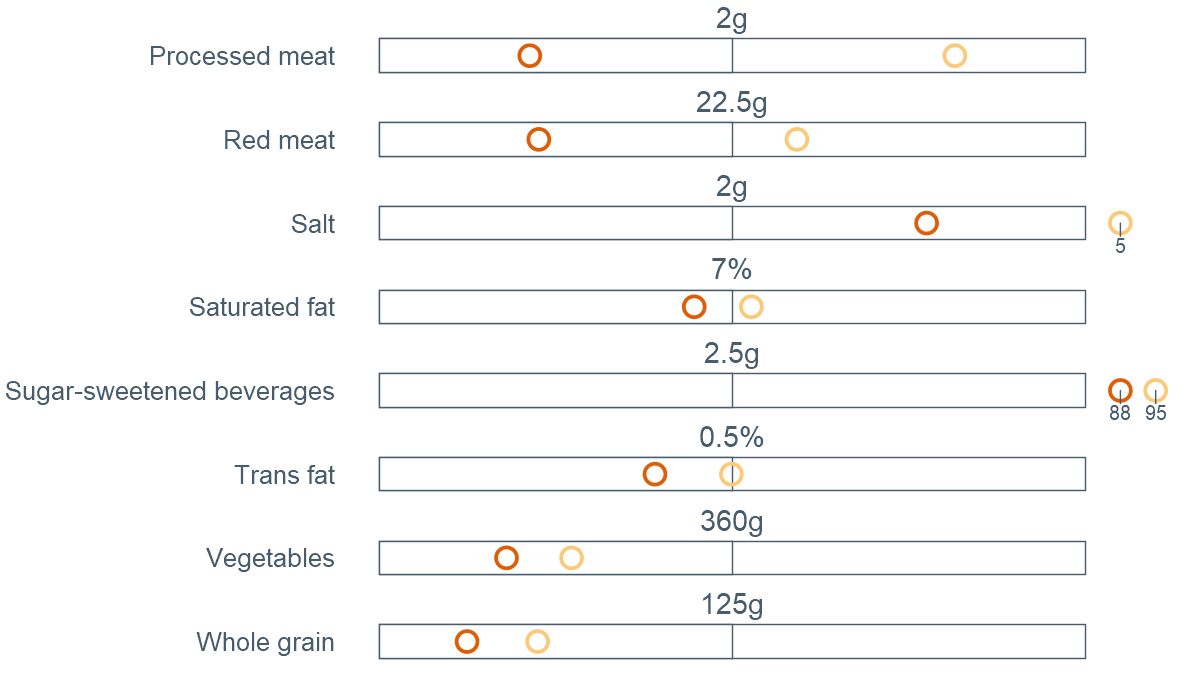 2g
Processed meat
22.5g
Red meat
2g
Salt
5
7%
Saturated fat
2.5g
Sugar-sweetened beverages
88 95
0.5%
Trans fat
360g
Vegetables
125g
Whole grain